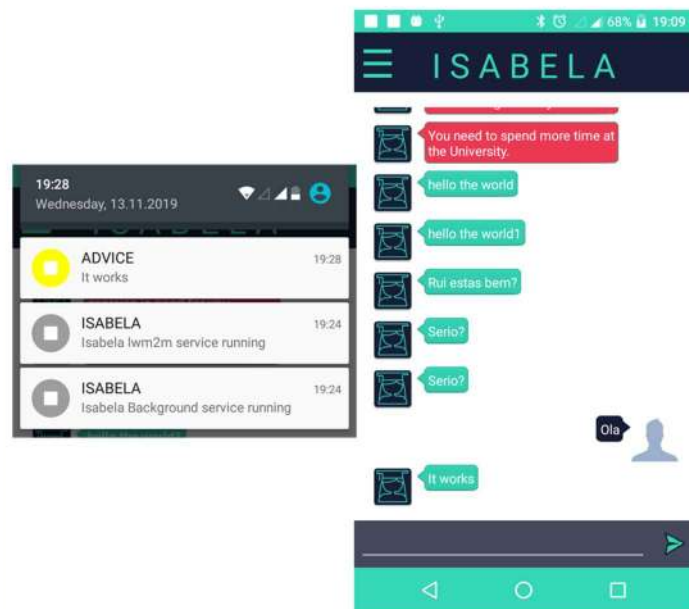 19:28
Wednesday, 13.11.2019
ISABELA
ADVICE
19:28
It works
ISABELA
19:24
Isabela lwm2m service running
ISABELA
19:24
Isabela Background service running
68% 19:09
ISABELA
You need to spend more time at
the University.
hello the world
hello the world1
Rui estas bem?
Serio?
Serio?
Ola
It works